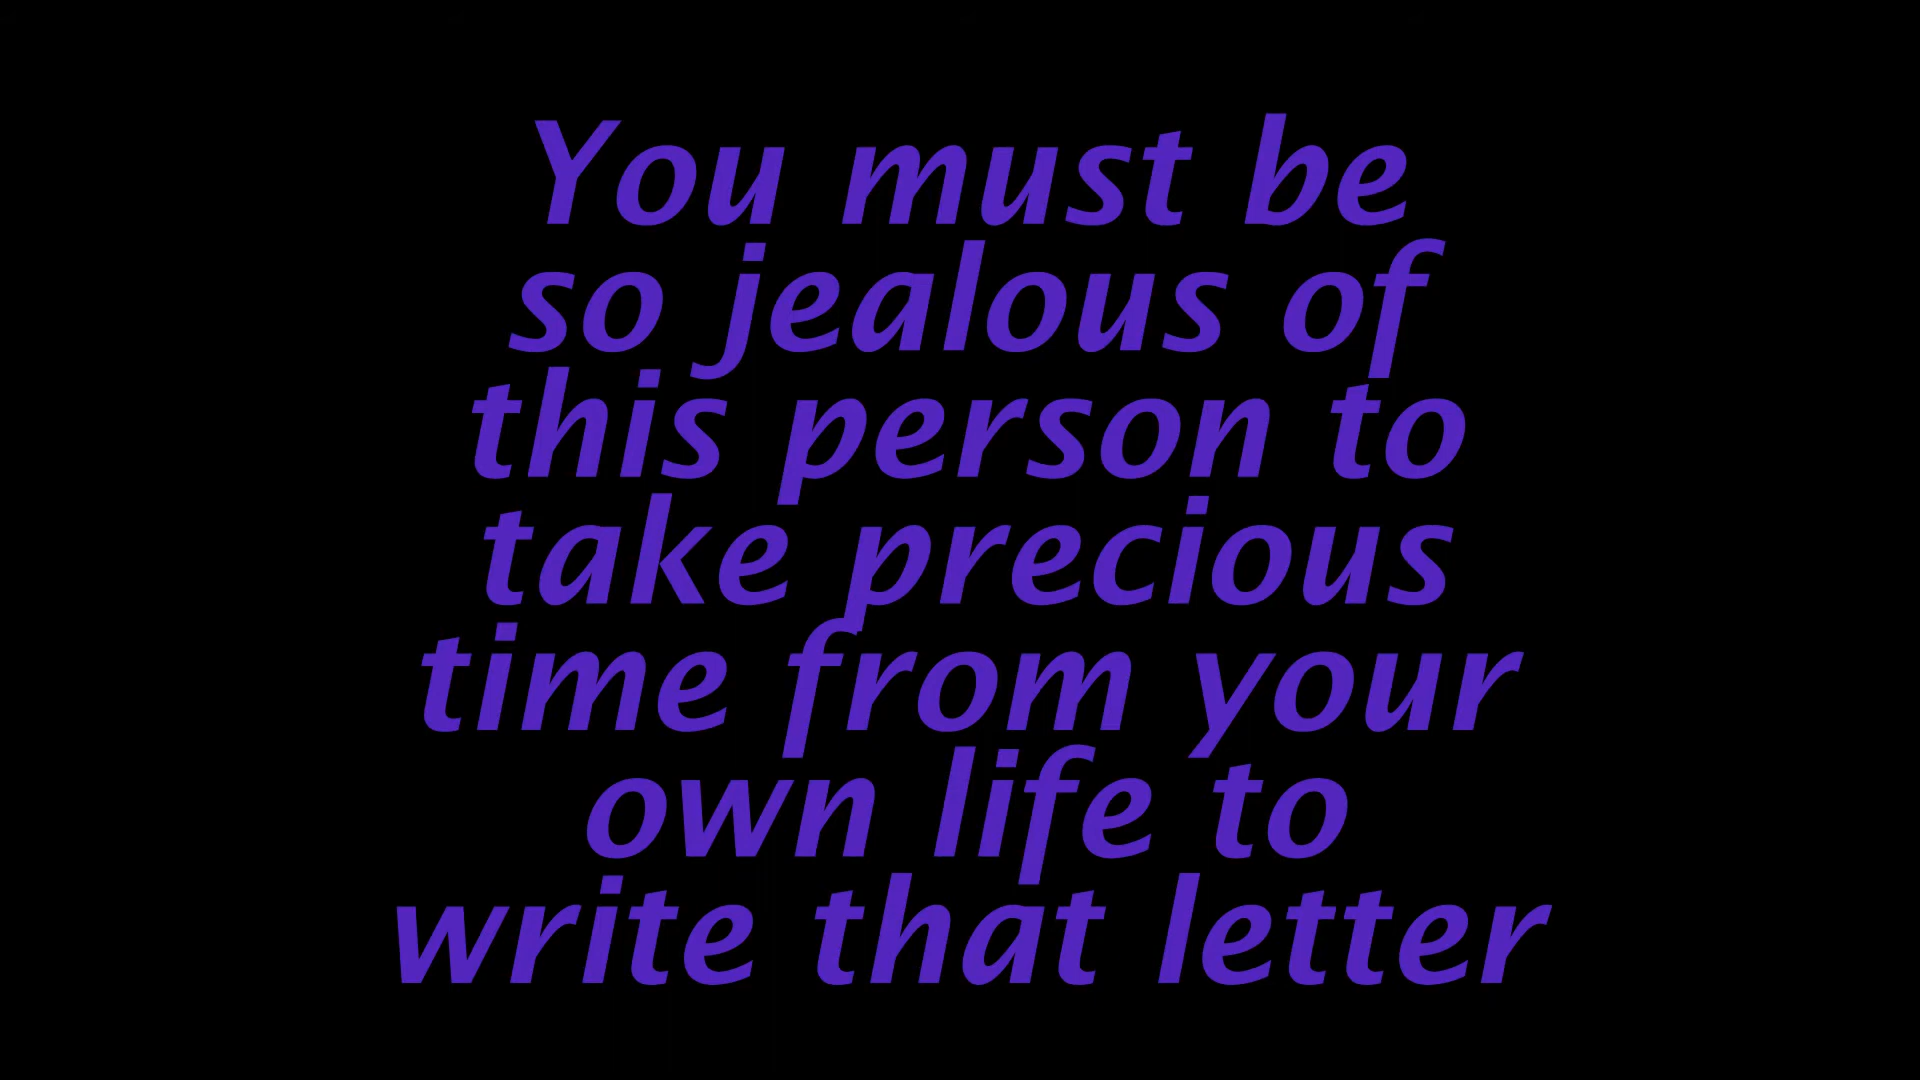 You must be
so jealous of
this person to
take precious
time from your
own life to
write that letter